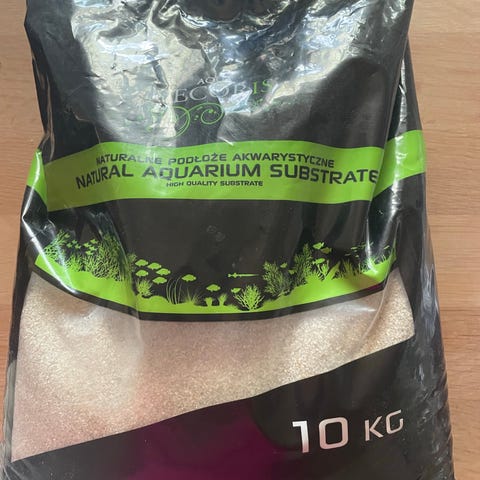 NATURALNE PODŁOŻE AKWARYSTYCZNE
NATURAL AQUARIUM SUBSTRATE
HIGH QUALITY SUBSTRATE
10 KG